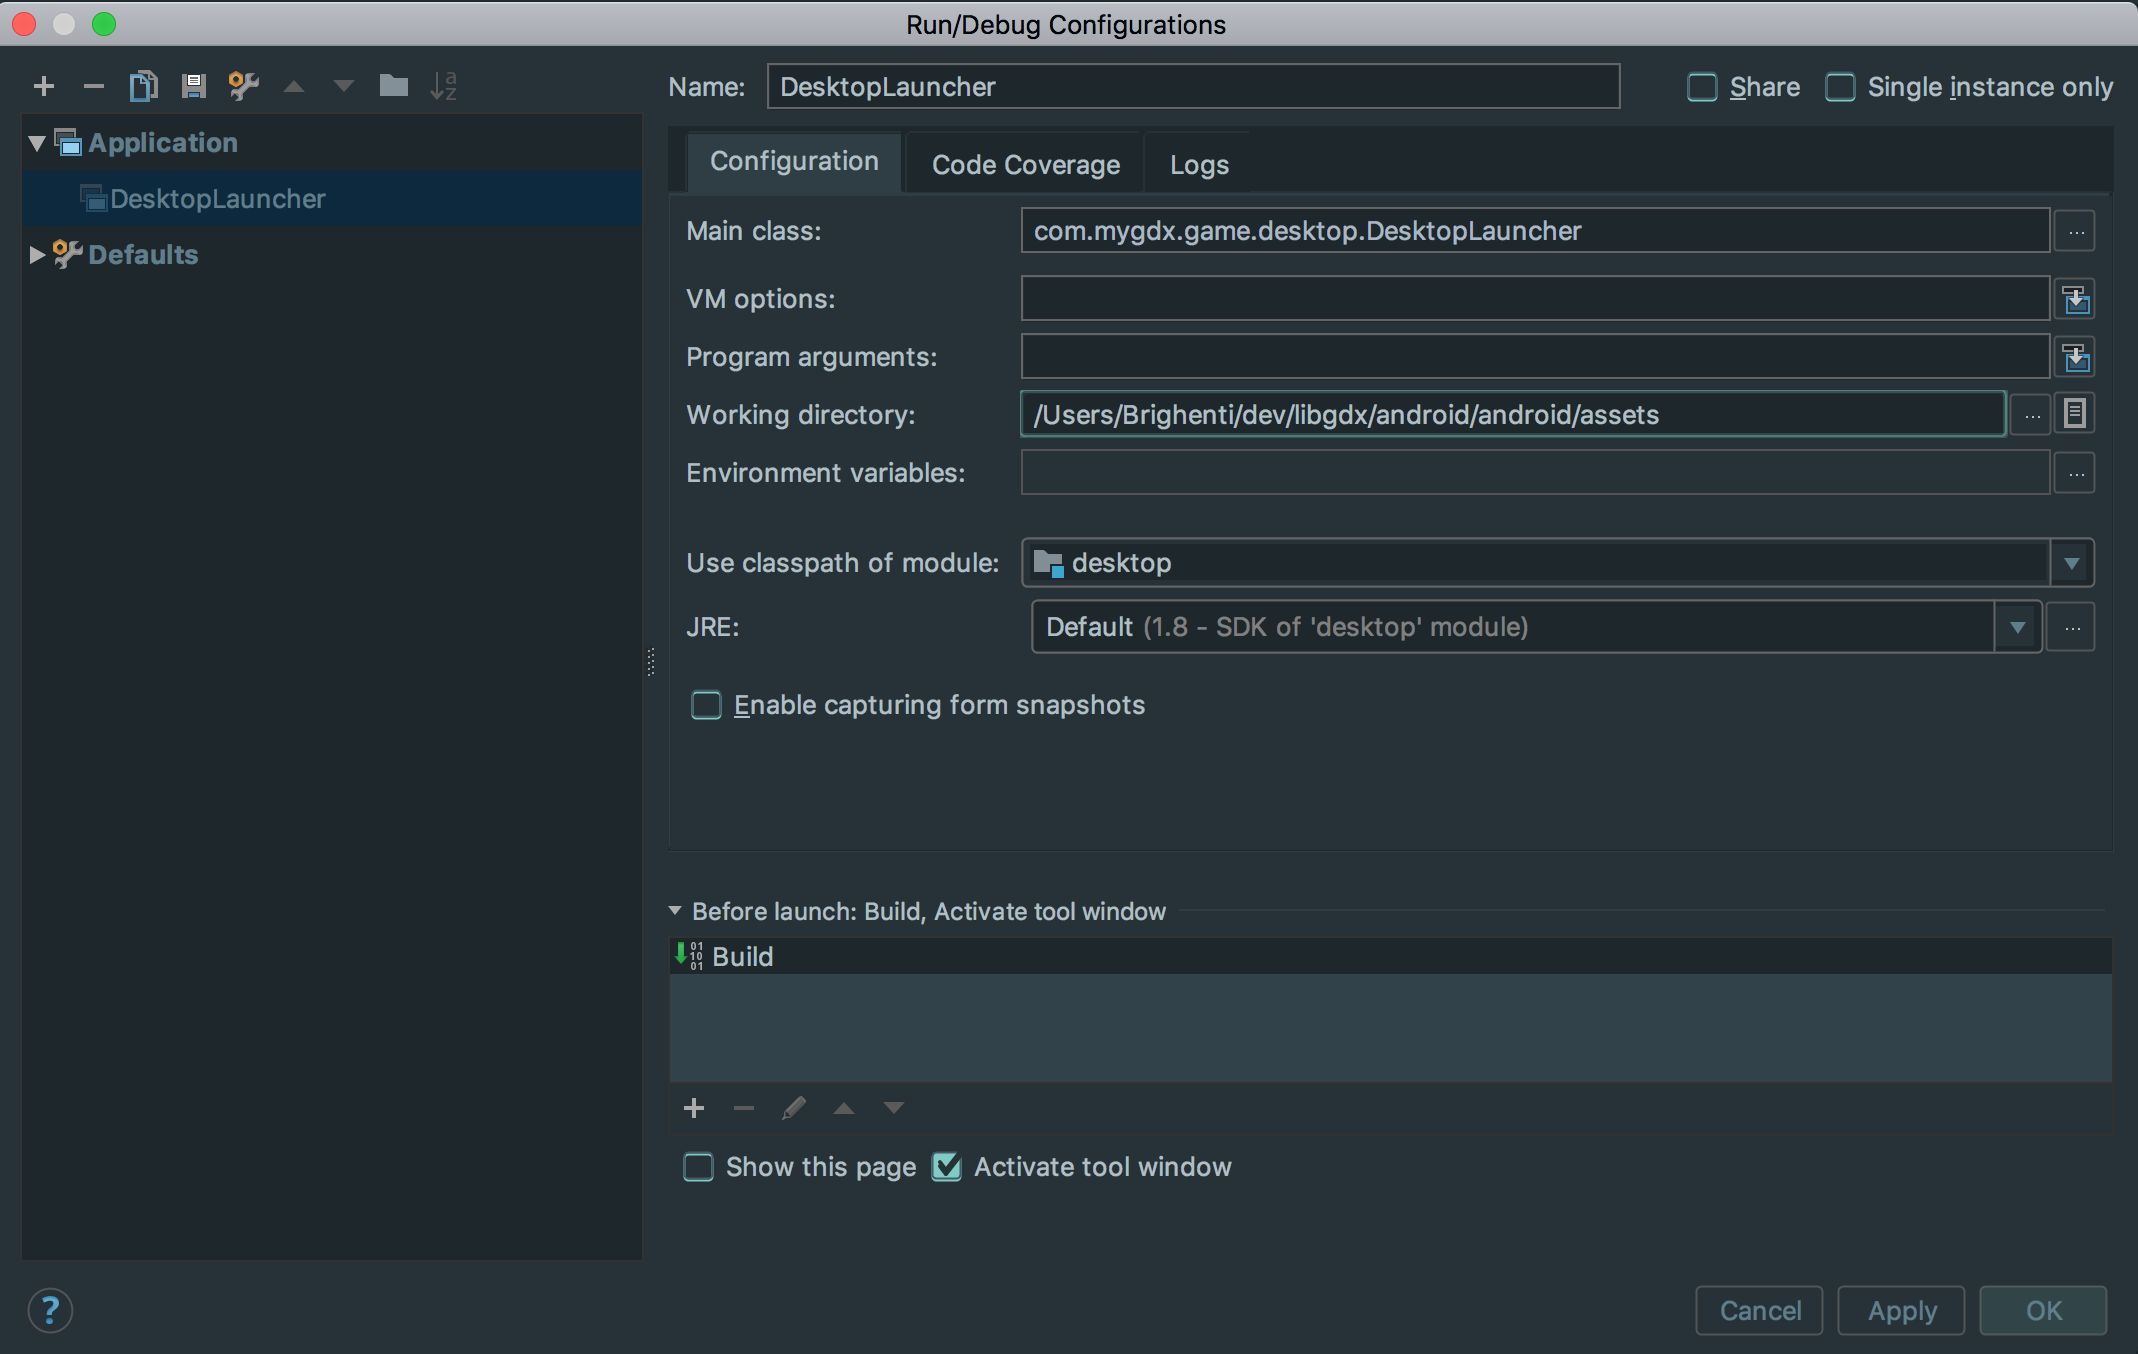 Run/Debug Configurations
Name: DesktopLauncher Share Single instance only
Application
DesktopLauncher
Defaults
Configuration Code Coverage Logs
Main class: com.mygdx.game.desktop.DesktopLauncher ...
VM options:
Program arguments:
Working directory: /Users/Brighenti/dev/libgdx/android/android/assets ...
Environment variables: ...
Use classpath of module: desktop
JRE: Default (1.8 - SDK of 'desktop' module) ...
Enable capturing form snapshots
Before launch: Build, Activate tool window
Build
Show this page Activate tool window
? Cancel Apply OK